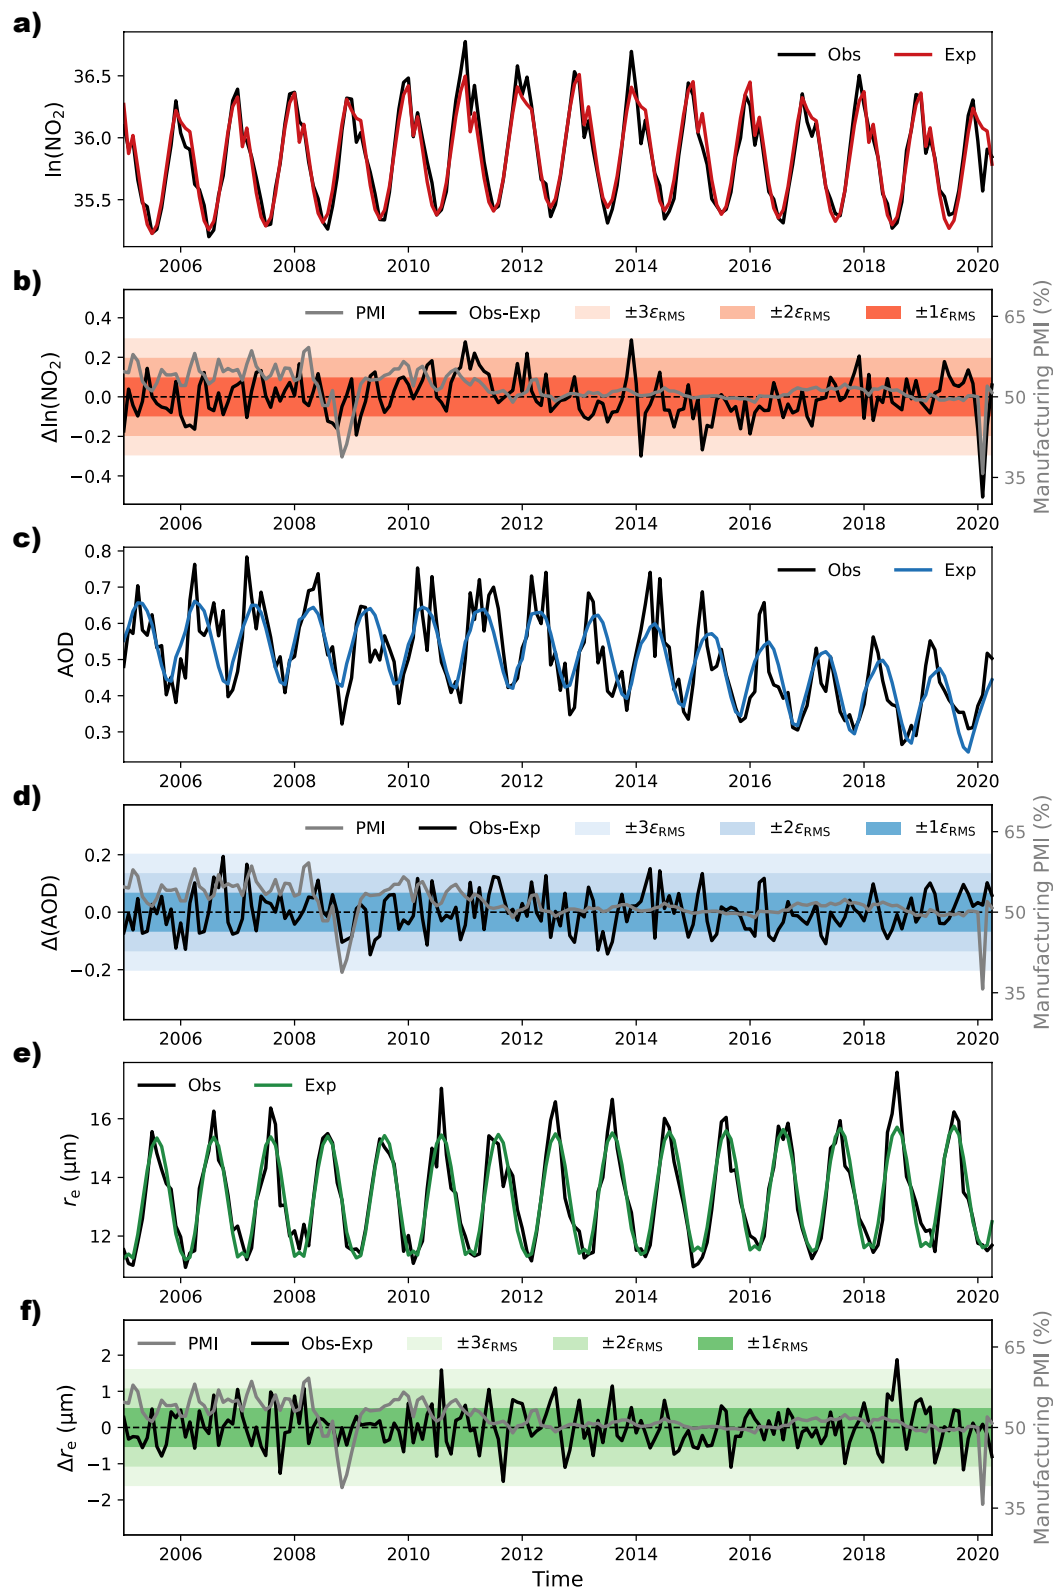 a)
Obs Exp
36.5
36.0
35.5
ln(NO₂)
2006 2008 2010 2012 2014 2016 2018 2020
b)
PMI Obs-Exp ±3εRMS ±2εRMS ±1εRMS
0.4
0.2
0.0
−0.2
−0.4
Δln(NO₂)
65
50
35
Manufacturing PMI (%)
2006 2008 2010 2012 2014 2016 2018 2020
c)
Obs Exp
0.8
0.7
0.6
0.5
0.4
0.3
AOD
2006 2008 2010 2012 2014 2016 2018 2020
d)
PMI Obs-Exp ±3εRMS ±2εRMS ±1εRMS
0.2
0.0
−0.2
Δ(AOD)
65
50
35
Manufacturing PMI (%)
2006 2008 2010 2012 2014 2016 2018 2020
e)
Obs Exp
16
14
12
rₑ (μm)
2006 2008 2010 2012 2014 2016 2018 2020
f)
PMI Obs-Exp ±3εRMS ±2εRMS ±1εRMS
2
1
0
−1
−2
Δrₑ (μm)
65
50
35
Manufacturing PMI (%)
2006 2008 2010 2012 2014 2016 2018 2020
Time